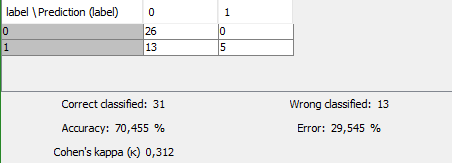 label \ Prediction (label) 0 1
0 26 0
1 13 5
Correct classified: 31 Wrong classified: 13
Accuracy: 70,455 % Error: 29,545 %
Cohen's kappa (κ) 0,312